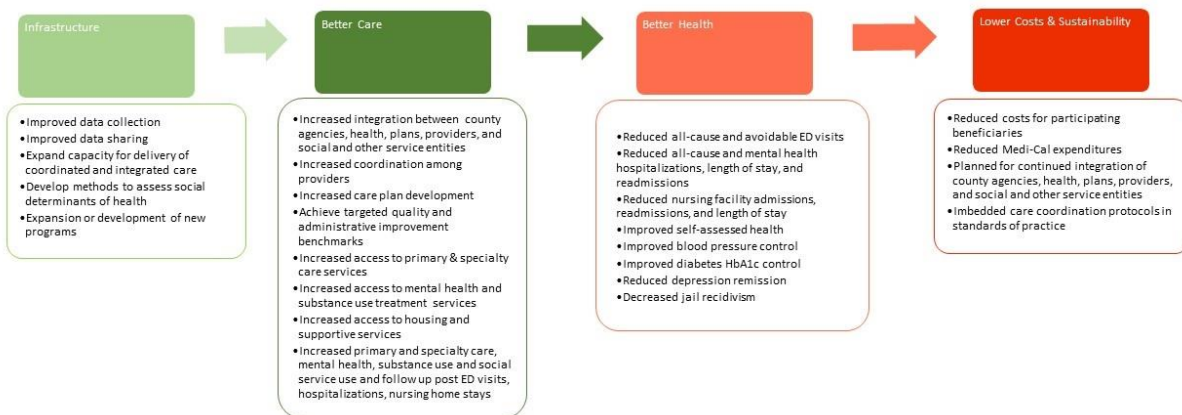 Infrastructure
•Improved data collection
•Improved data sharing
•Expand capacity for delivery of
coordinated and integrated care
•Develop methods to assess social
determinants of health
•Expansion or development of new
programs
Better Care
•Increased integration between county
agencies, health, plans, providers, and
social and other service entities
•Increased coordination among
providers
•Increased care plan development
•Achieve targeted quality and
administrative improvement
benchmarks
•Increased access to primary & specialty
care services
•Increased access to mental health and
substance use treatment services
•Increased access to housing and
supportive services
•Increased primary and specialty care,
mental health, substance use and social
service use and follow up post ED visits,
hospitalizations, nursing home stays
Better Health
•Reduced all-cause and avoidable ED visits
•Reduced all-cause and mental health
hospitalizations, length of stay, and
readmissions
•Reduced nursing facility admissions,
readmissions, and length of stay
•Improved self-assessed health
•Improved blood pressure control
•Improved diabetes HbA1c control
•Reduced depression remission
•Decreased jail recidivism
Lower Costs & Sustainability
•Reduced costs for participating
beneficiaries
•Reduced Medi-Cal expenditures
•Planned for continued integration of
county agencies, health, plans, providers,
and social and other service entities
•Imbedded care coordination protocols in
standards of practice